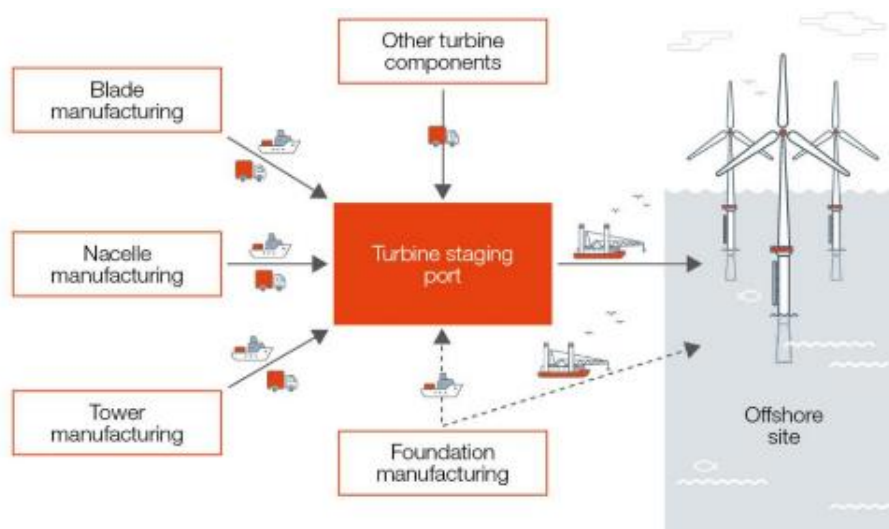 Other turbine
components
Blade
manufacturing
Nacelle
manufacturing
Turbine staging
port
Tower
manufacturing
Foundation
manufacturing
Offshore
site